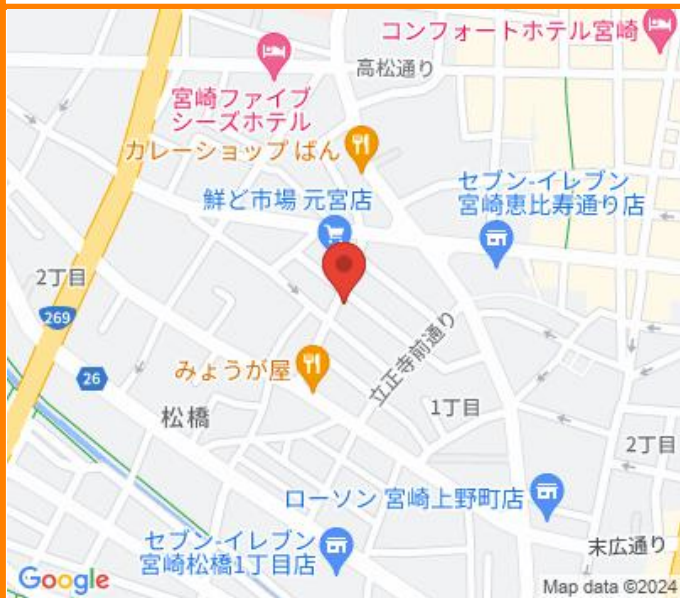 コンフォートホテル宮崎
高松通り
宮崎ファイブ
シーズホテル
カレーショップ ばん
鮮ど市場 元宮店
セブン-イレブン
宮崎恵比寿通り店
2丁目
269
立正寺前通り
みょうが屋
26
1丁目
松橋
2丁目
ローソン 宮崎上野町店
セブン-イレブン
宮崎松橋1丁目店
末広通り
Google
Map data ©2024